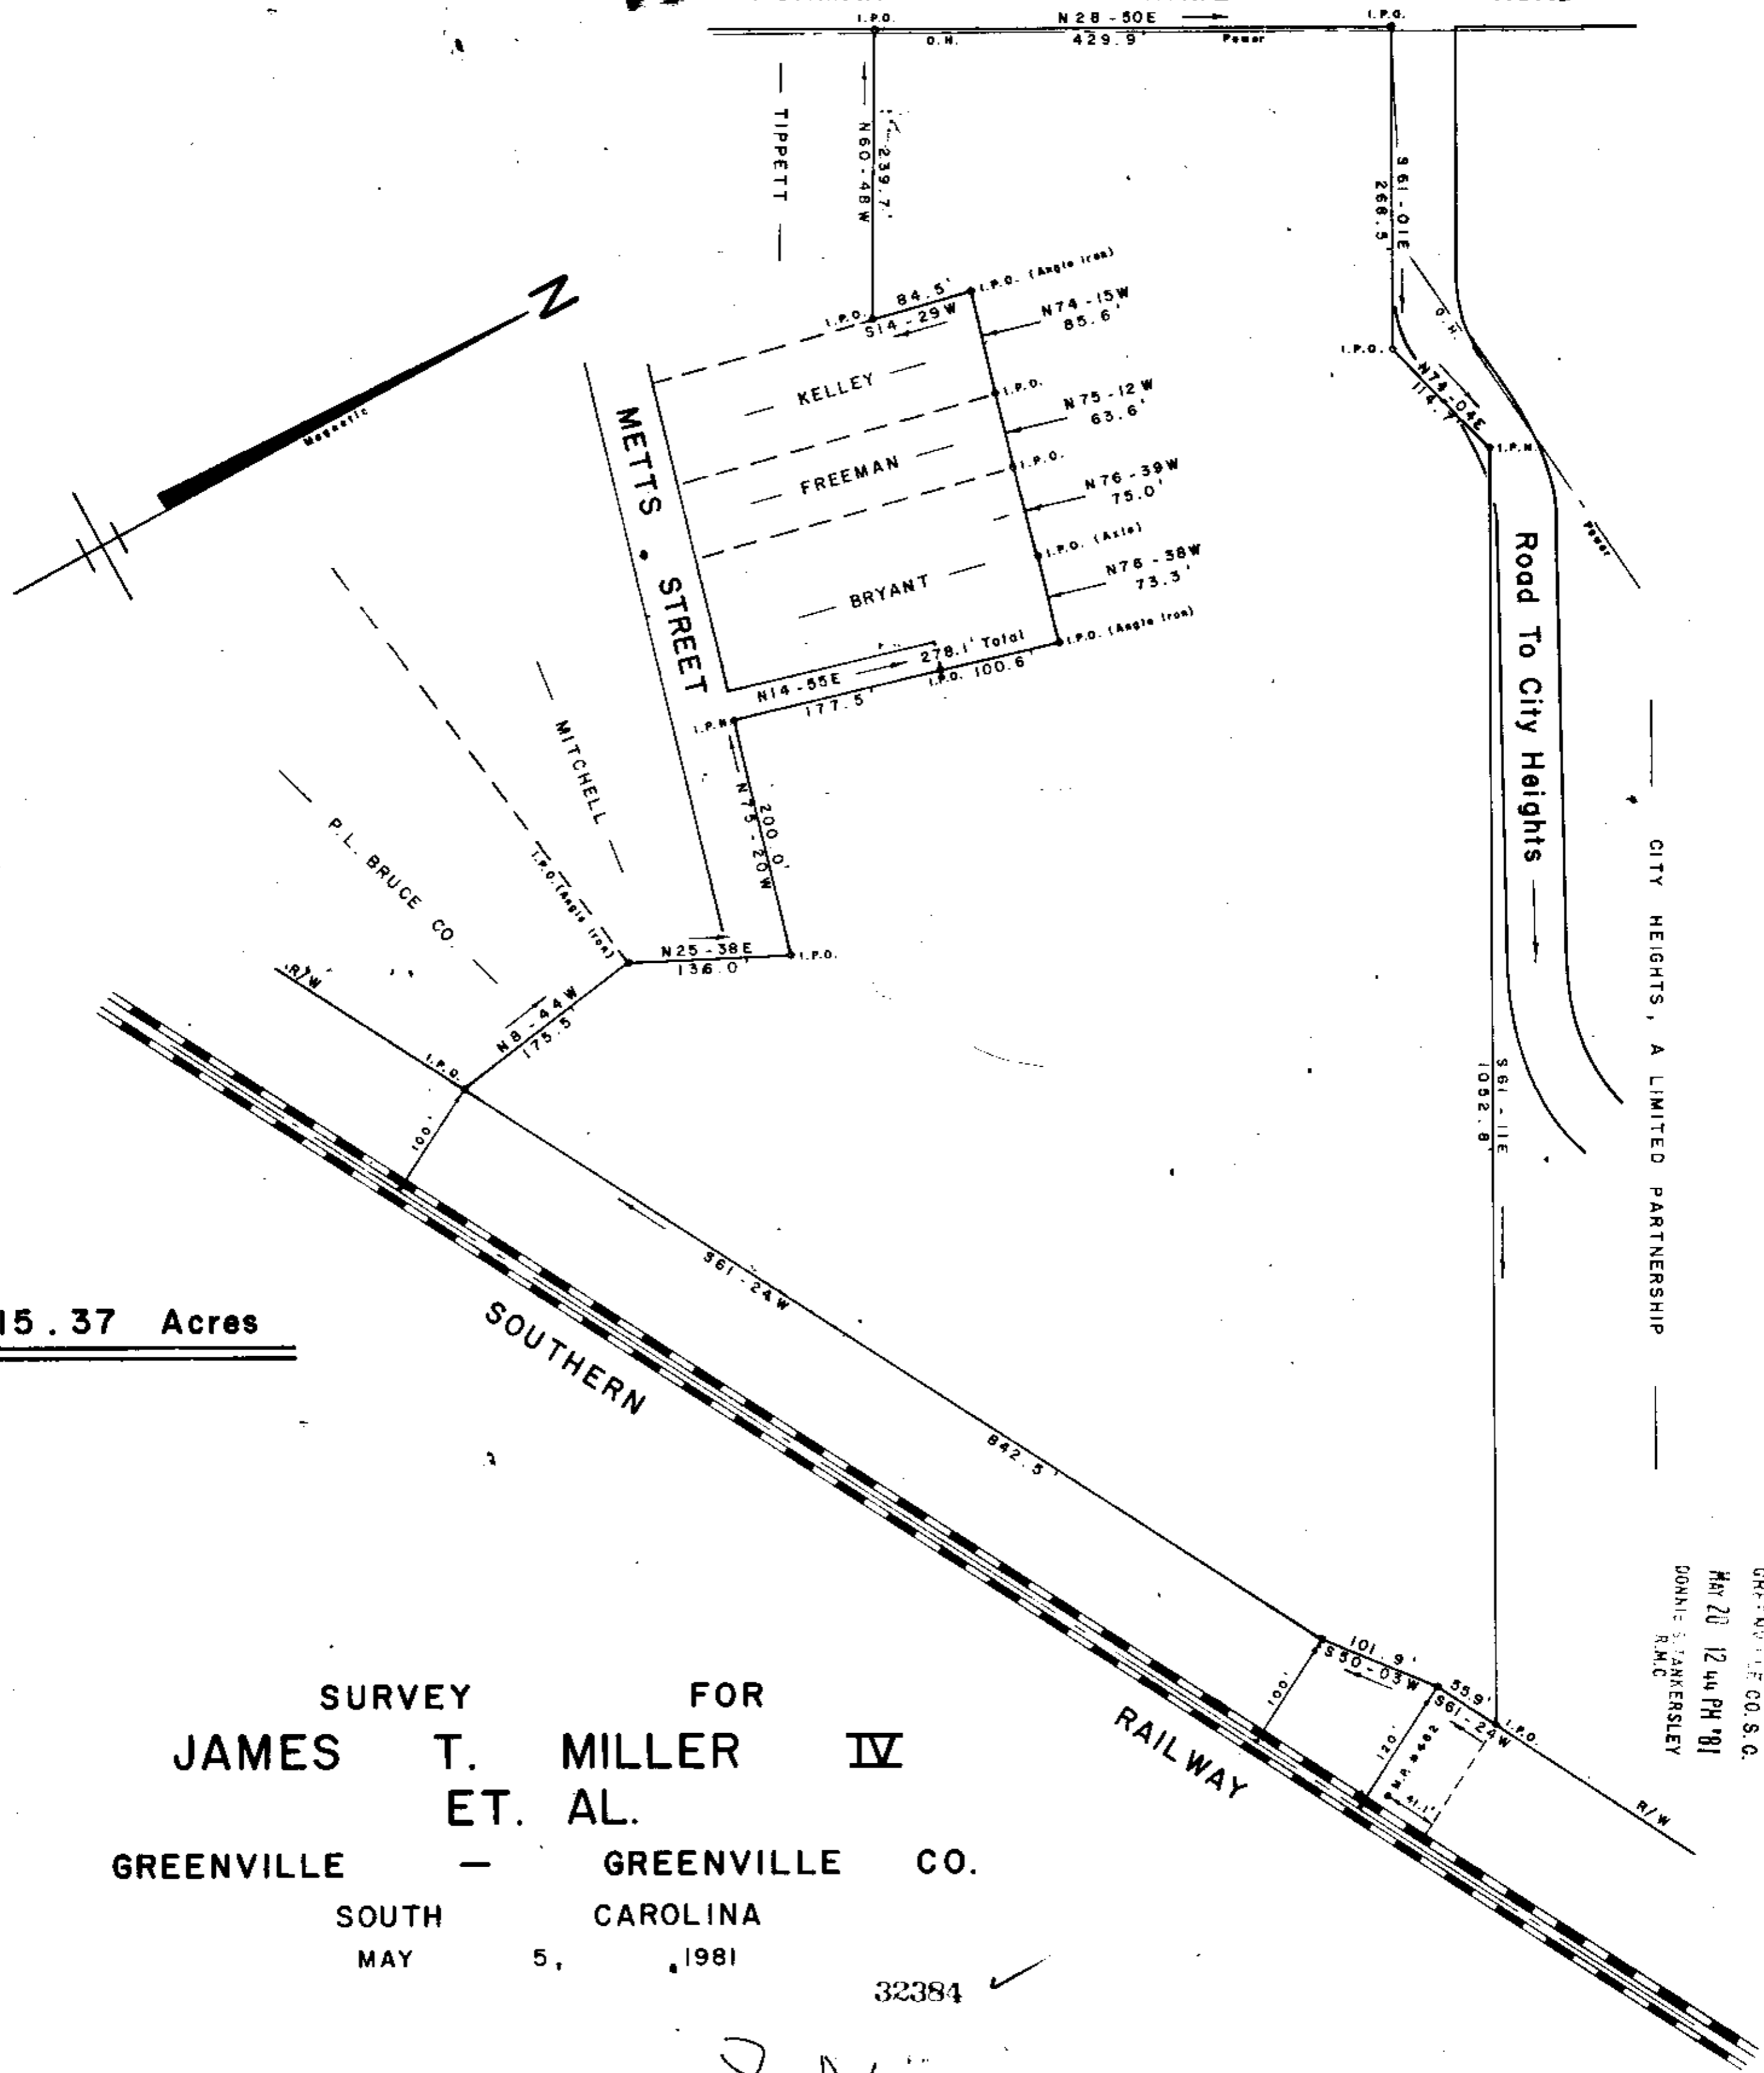 I.P.O.
N 28 - 50E
I.P.O.
O.H.
429.9'
Power
TIPPETT
N60-48W
239.7'
S61-01E
268.5'
N
Magnetic
I.P.O.
84.5'
S14-29W
I.P.O. (Angle Iron)
N74-15W
85.6'
O.H.
I.P.O.
N74-04E
114.7'
I.P.N.
KELLEY
I.P.O.
N75-12W
63.6'
FREEMAN
I.P.O.
N76-39W
75.0'
I.P.O. (Axle)
N76-38W
73.3'
BRYANT
I.P.O. (Angle Iron)
Power
METTS STREET
Road To City Heights
N14-55E
278.1' Total
177.5'
I.P.O.
100.6'
I.P.N.
N75-20W
200.0'
MITCHELL
P.L. BRUCE CO.
I.P.O. (Angle Iron)
N25-38E
136.0'
I.P.O.
R/W
N8-44W
175.5'
I.P.O.
100'
S61-11E
1052.8'
CITY HEIGHTS, A LIMITED PARTNERSHIP
S61-24W
842.5'
15.37 Acres
SOUTHERN
RAILWAY
101.9'
S50-03W
55.9'
S61-24W
I.P.O.
100'
120'
41.1'
R/W
CO. S.C.
MAY 20 12 44 PM '81
DONNIE S. TANKERSLEY
R.M.C
SURVEY FOR
JAMES T. MILLER IV
ET. AL.
GREENVILLE — GREENVILLE CO.
SOUTH CAROLINA
MAY 5, 1981
32384